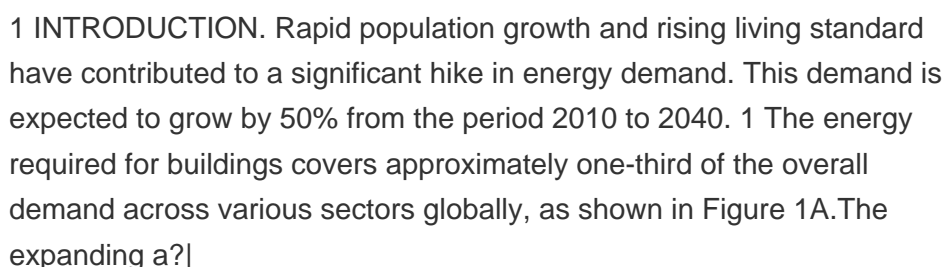 1 INTRODUCTION. Rapid population growth and rising living standard
have contributed to a significant hike in energy demand. This demand is
expected to grow by 50% from the period 2010 to 2040. 1 The energy
required for buildings covers approximately one-third of the overall
demand across various sectors globally, as shown in Figure 1A.The
expanding a?|